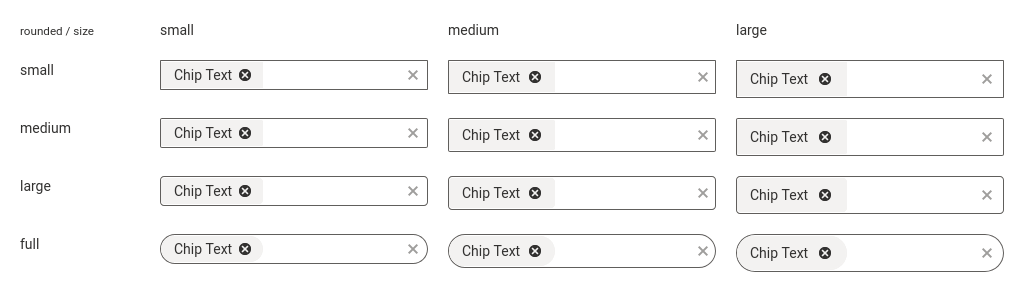 rounded / size small medium large
small Chip Text Chip Text Chip Text
medium Chip Text Chip Text Chip Text
large Chip Text Chip Text Chip Text
full Chip Text Chip Text Chip Text